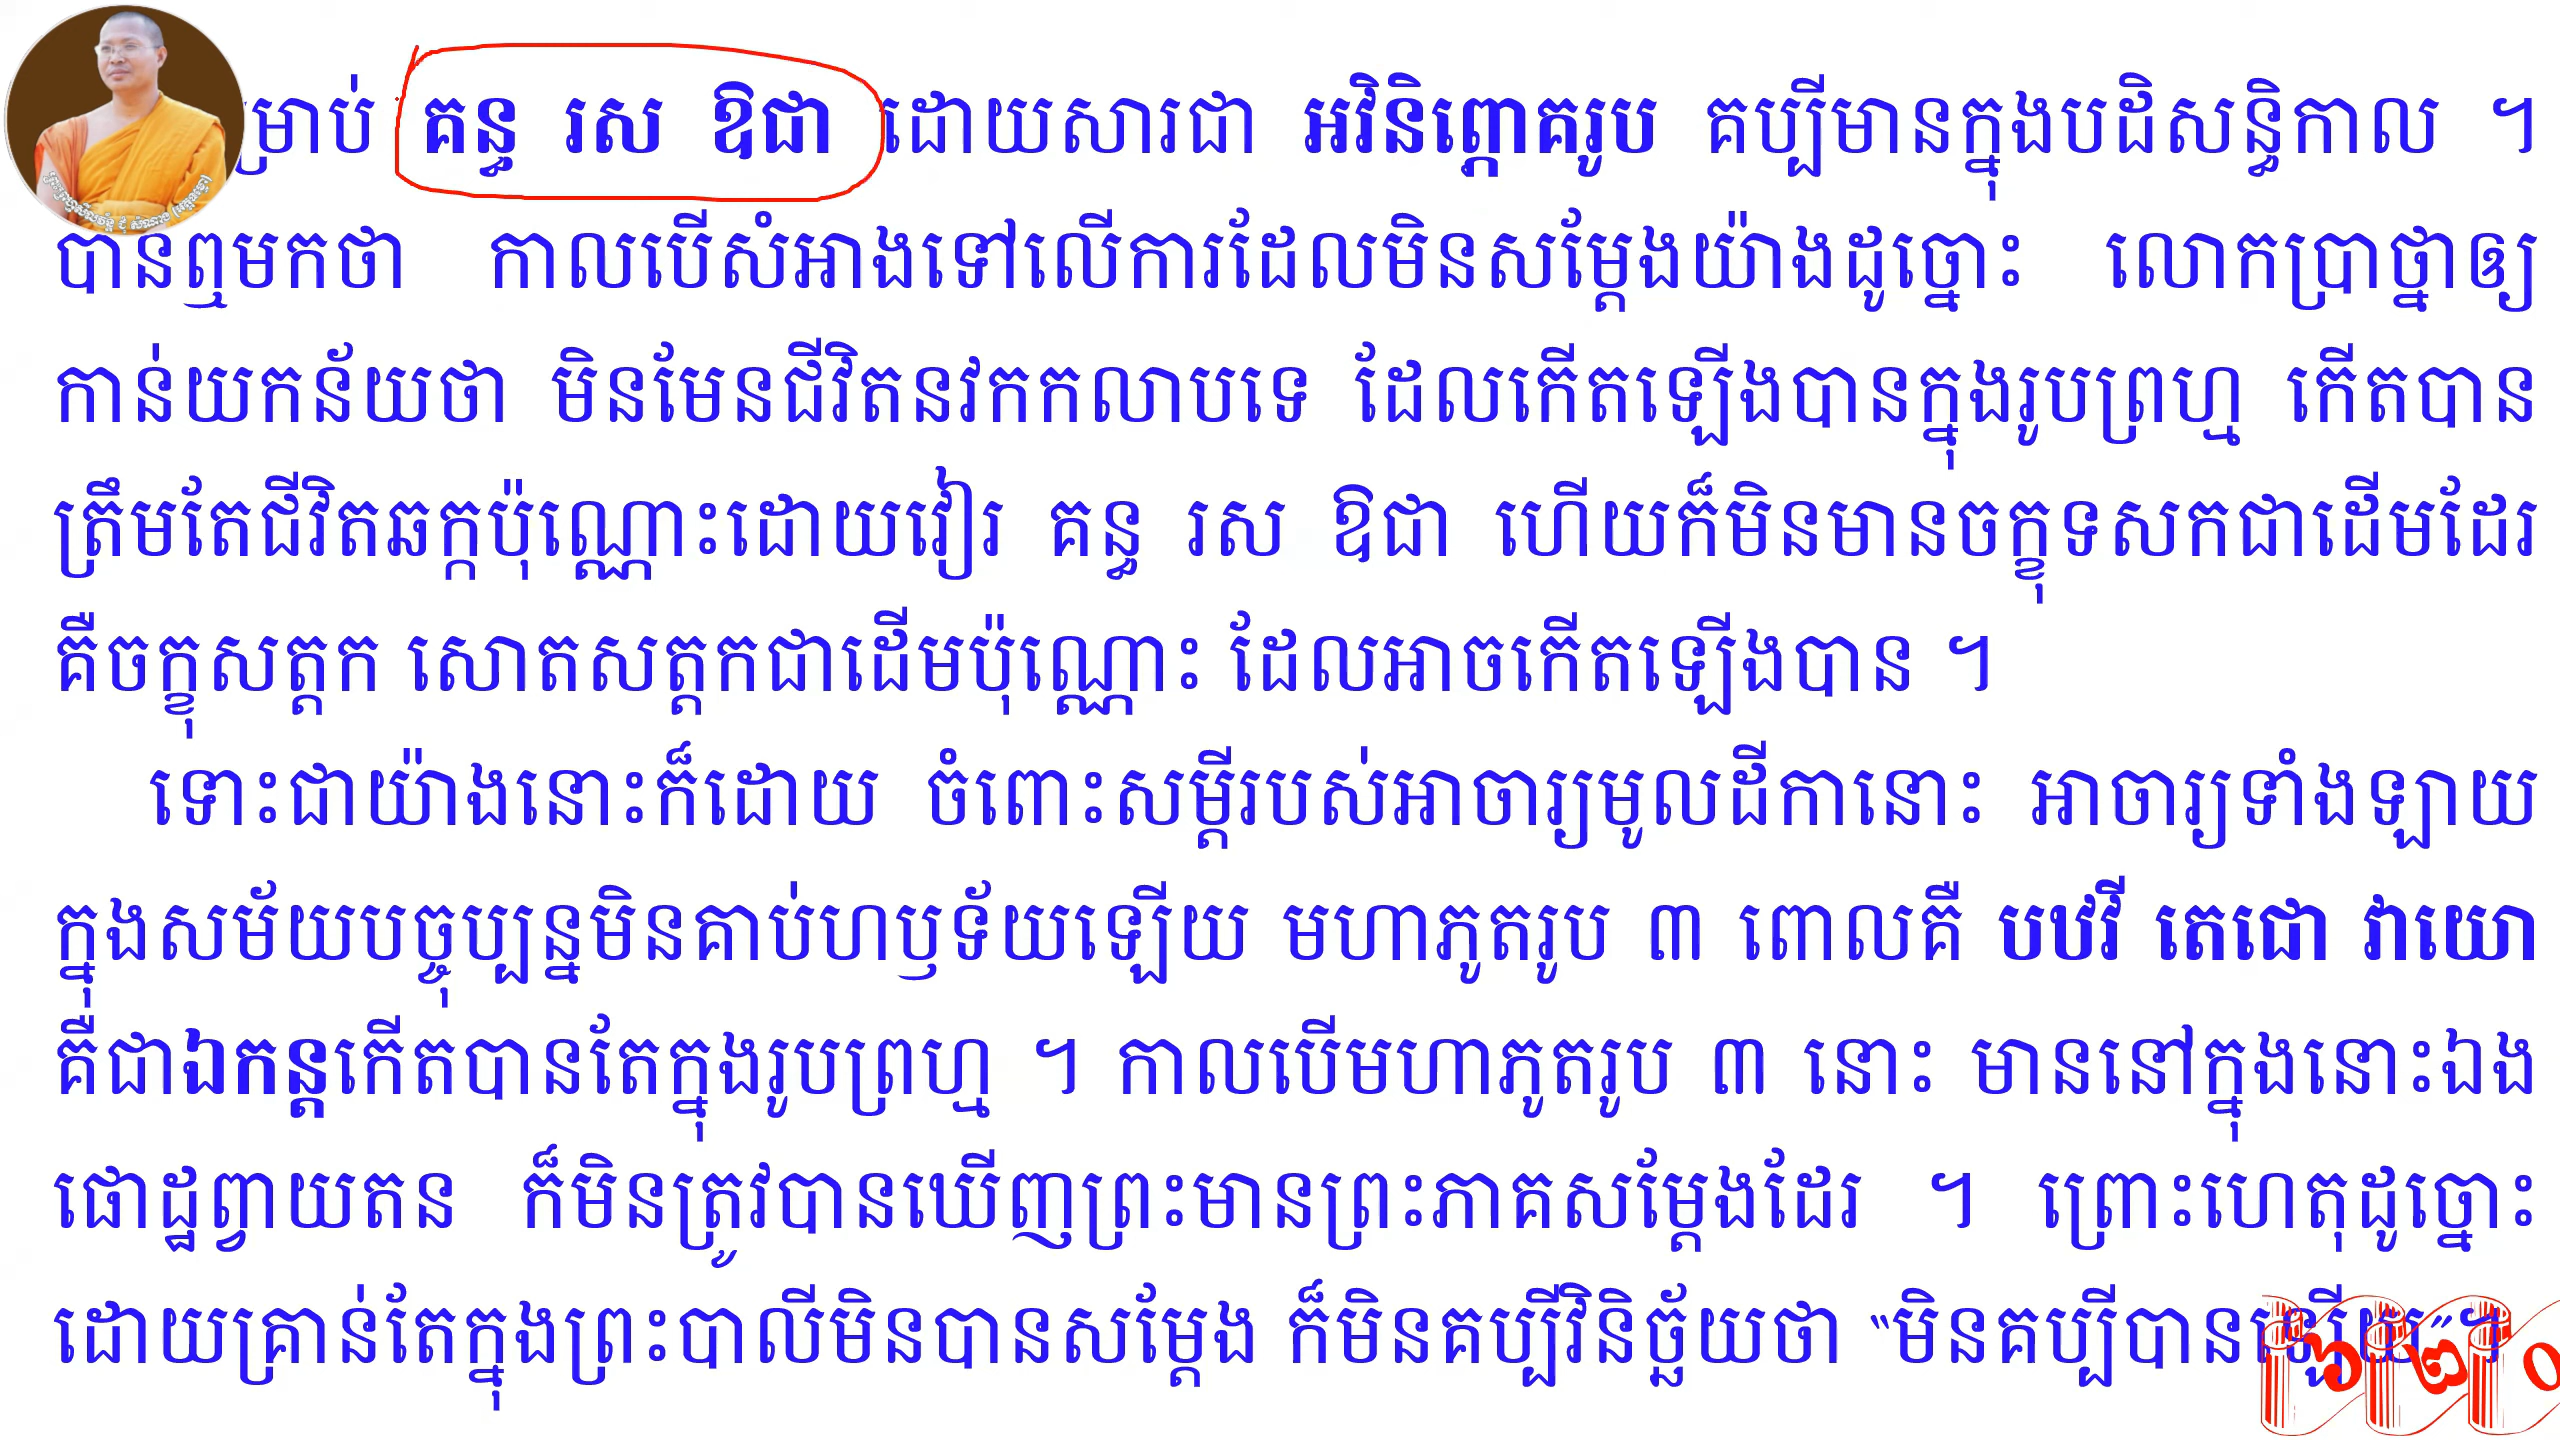 ម្រាប់ គន្ធ រស ឱជា ដោយសារជា អវិនិព្ភោគរូប គប្បីមានក្នុងបដិសន្ធិកាល ។
បានឮមកថា កាលបើសំអាងទៅលើការដែលមិនសម្ដែងយ៉ាងដូច្នោះ លោកប្រាថ្នាឲ្យ
កាន់យកន័យថា មិនមែនជីវិតនវកកលាបទេ ដែលកើតឡើងបានក្នុងរូបព្រហ្ម កើតបាន
ត្រឹមតែជីវិតឆក្កប៉ុណ្ណោះដោយវៀរ គន្ធ រស ឱជា ហើយក៏មិនមានចក្ខុទសកជាដើមដែរ
គឺចក្ខុសត្តក សោតសត្តកជាដើមប៉ុណ្ណោះ ដែលអាចកើតឡើងបាន ។
ទោះជាយ៉ាងនោះក៏ដោយ ចំពោះសម្ដីរបស់អាចារ្យមូលដីកានោះ អាចារ្យទាំងឡាយ
ក្នុងសម័យបច្ចុប្បន្នមិនគាប់ហឫទ័យឡើយ មហាភូតរូប ៣ ពោលគឺ បឋវី តេជោ វាយោ
គឺជាឯកន្តកើតបានតែក្នុងរូបព្រហ្ម ។ កាលបើមហាភូតរូប ៣ នោះ មាននៅក្នុងនោះឯង
ផោដ្ឋព្វាយតន ក៏មិនត្រូវបានឃើញព្រះមានព្រះភាគសម្ដែងដែរ ។ ព្រោះហេតុដូច្នោះ
ដោយគ្រាន់តែក្នុងព្រះបាលីមិនបានសម្ដែង ក៏មិនគប្បីវិនិច្ឆ័យថា “មិនគប្បីបានឡើយ”។